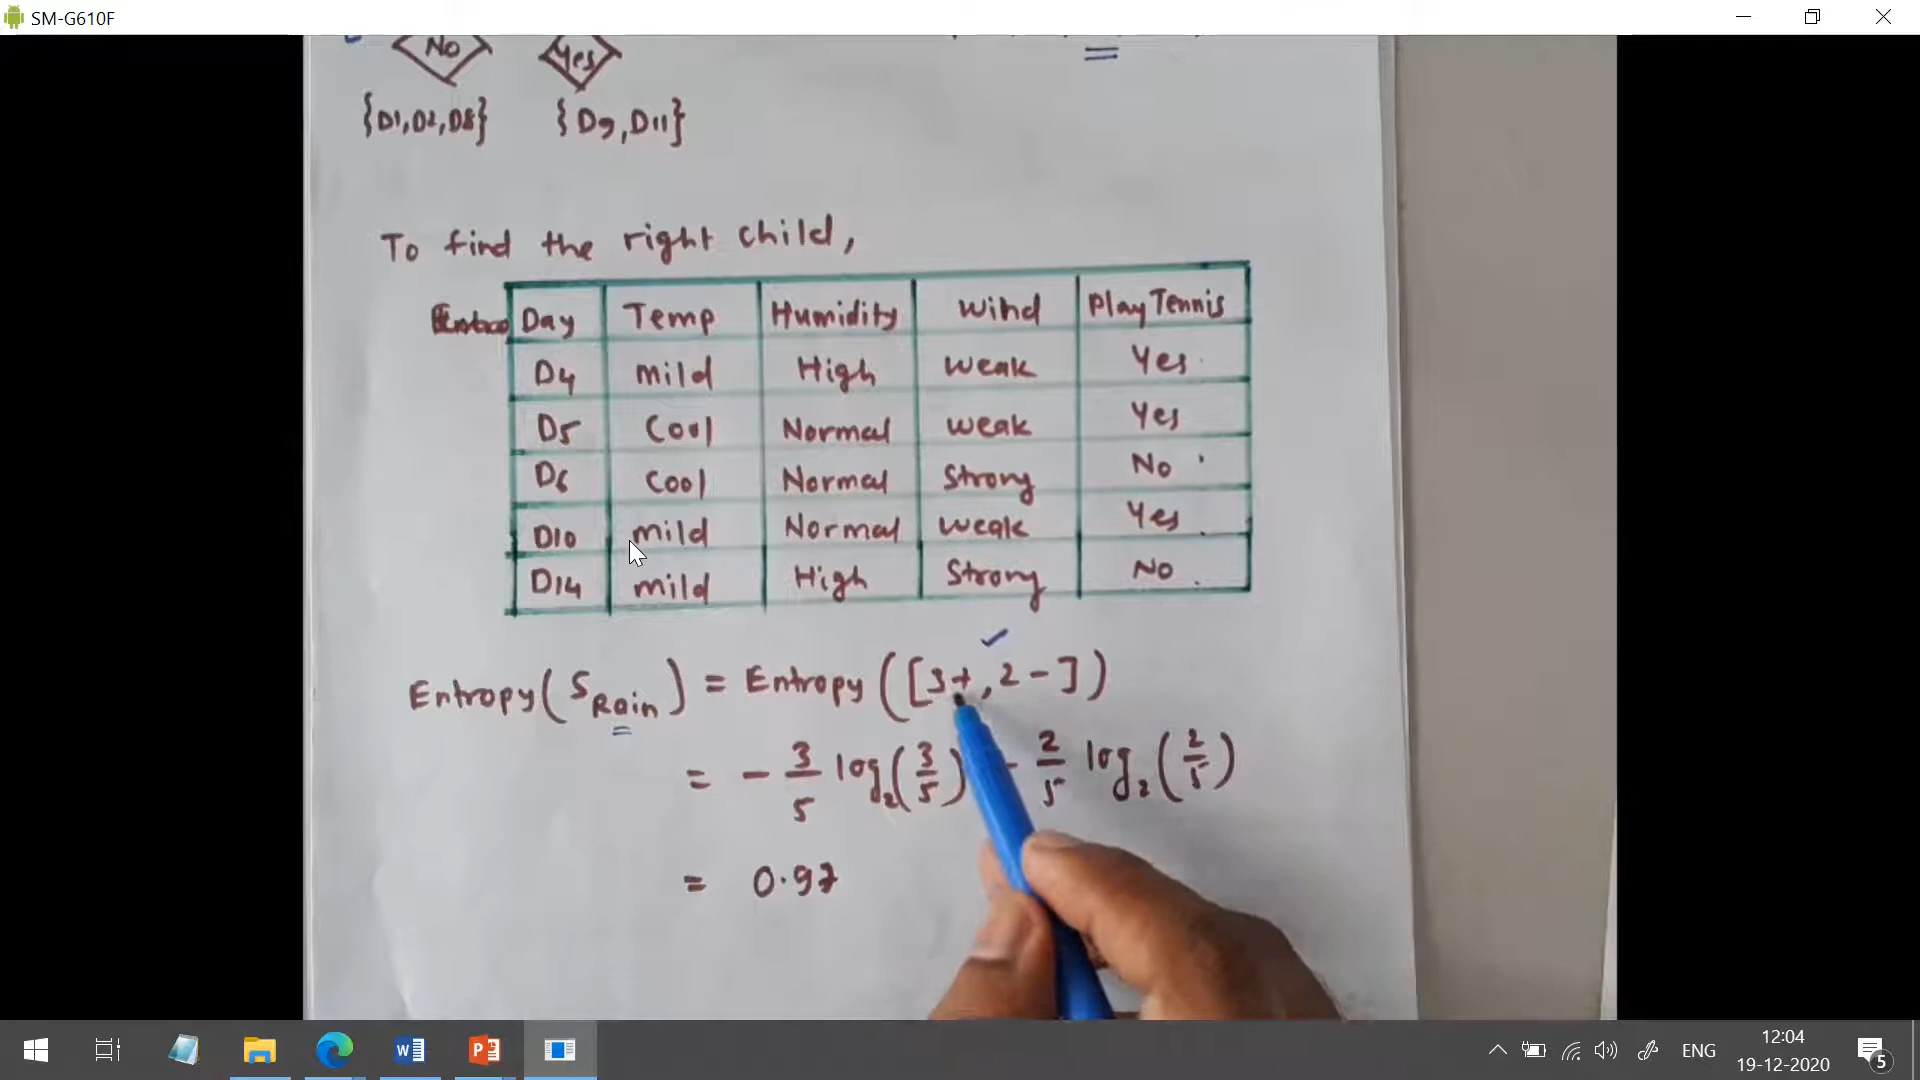 SM-G610F
No Yes
{D1,D2,D8} {D9,D11}
To find the right child,
Day Temp Humidity Wind PlayTennis
D4 mild High weak Yes
D5 Cool Normal weak Yes
D6 Cool Normal Strong No
D10 mild Normal weak Yes
D14 mild High Strong No
Entropy(SRain) = Entropy([3+,2-])
= - 3/5 log2(3/5) - 2/5 log2(2/5)
= 0.97
ENG
12:04
19-12-2020
5